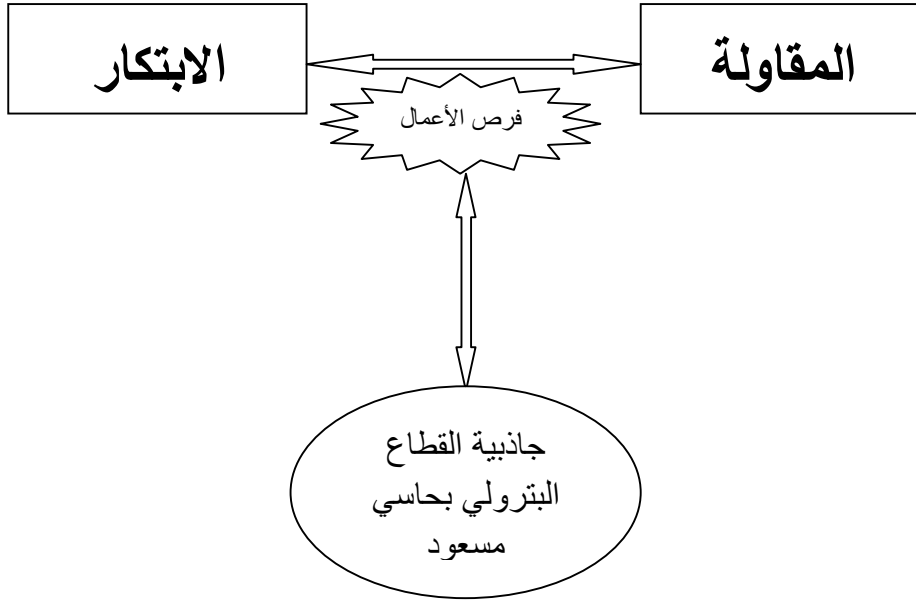 المقاولة
الابتكار
فرص الأعمال
جاذبية القطاع
البترولي بحاسي
مسعود